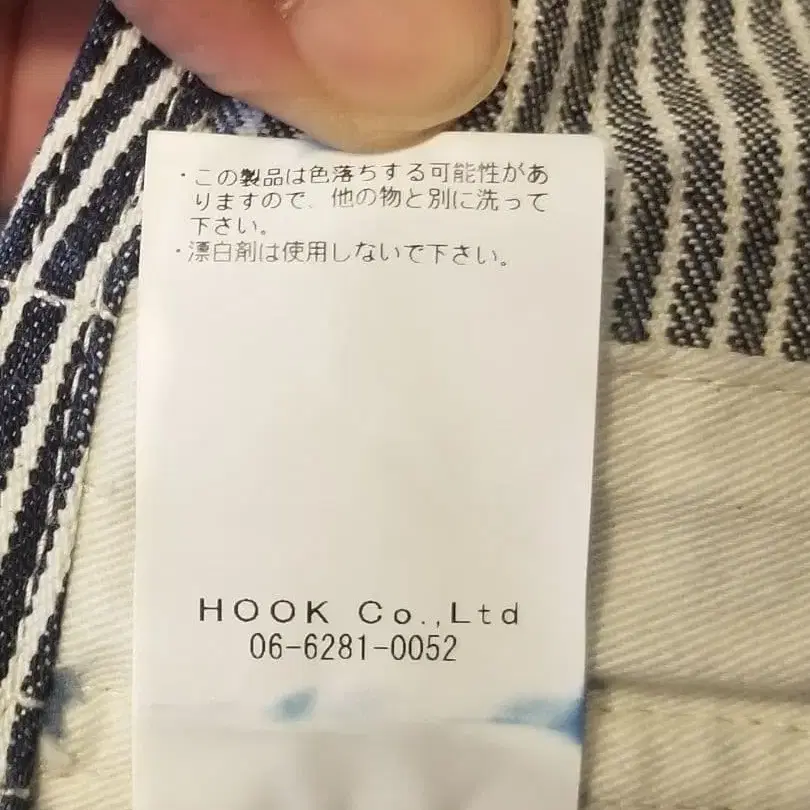 ・この製品は色落ちする可能性があ
りますので、他の物と別に洗って
下さい。
・漂白剤は使用しないで下さい。
HOOK Co.,Ltd
06-6281-0052